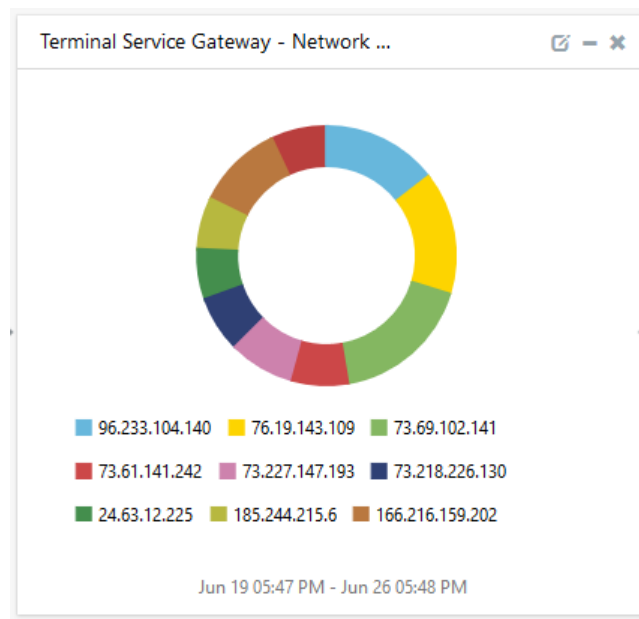 Terminal Service Gateway - Network ...
96.233.104.140 76.19.143.109 73.69.102.141
73.61.141.242 73.227.147.193 73.218.226.130
24.63.12.225 185.244.215.6 166.216.159.202
Jun 19 05:47 PM - Jun 26 05:48 PM